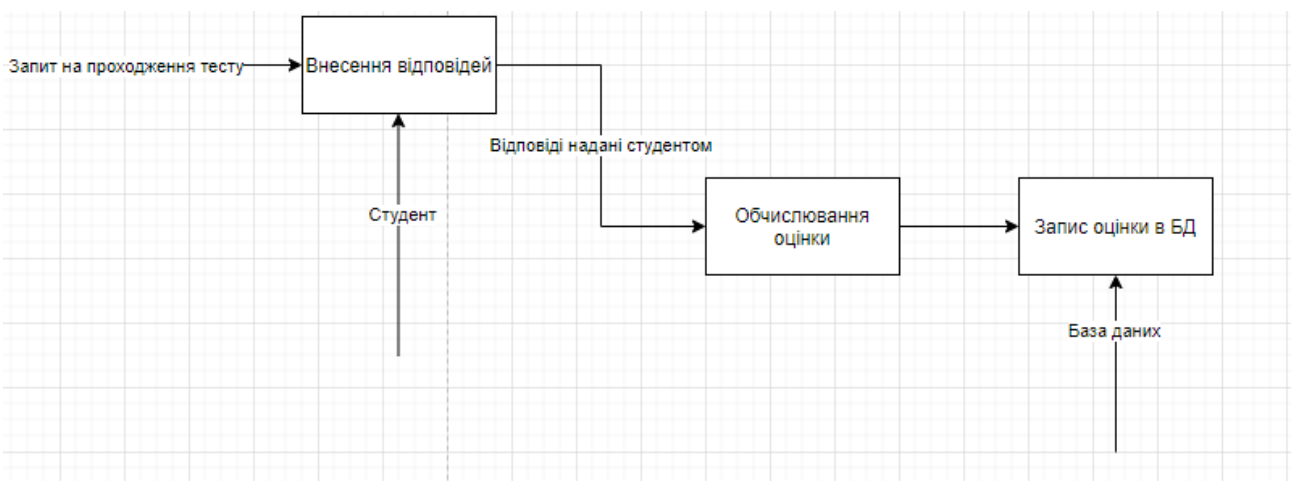 Запит на проходження тесту
Внесення відповідей
Відповіді надані студентом
Студент
Обчислювання
оцінки
Запис оцінки в БД
База даних